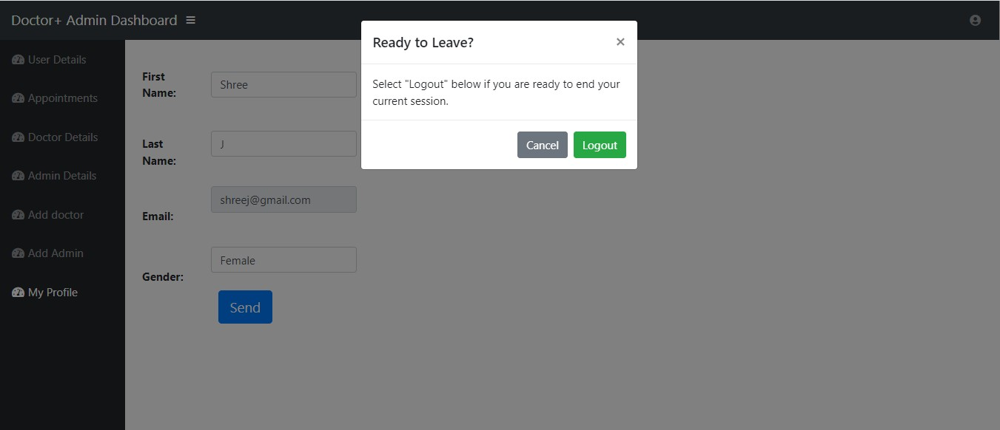 Doctor+ Admin Dashboard
User Details
Appointments
Doctor Details
Admin Details
Add doctor
Add Admin
My Profile
First
Name:
Shree
Last
Name:
J
Email:
shreej@gmail.com
Gender:
Female
Send
Ready to Leave?
×
Select "Logout" below if you are ready to end your
current session.
Cancel
Logout